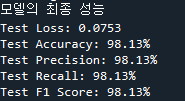 모델의 최종 성능
Test Loss: 0.0753
Test Accuracy: 98.13%
Test Precision: 98.13%
Test Recall: 98.13%
Test F1 Score: 98.13%